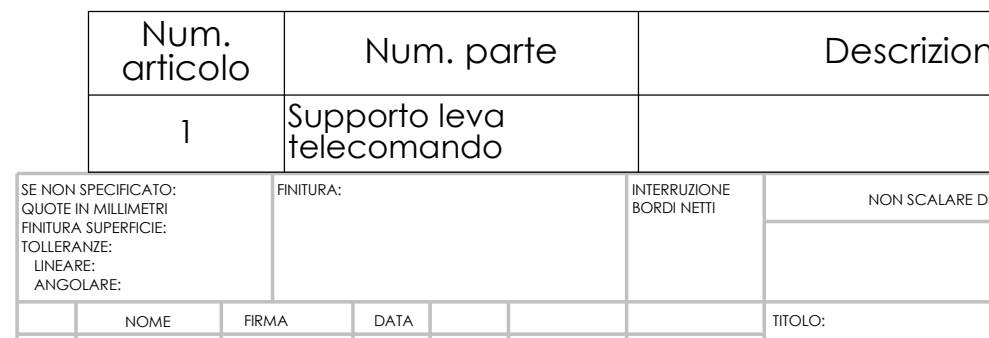 Num. articolo
Num. parte
Descrizion
1
Supporto leva
telecomando
SE NON SPECIFICATO:
QUOTE IN MILLIMETRI
FINITURA SUPERFICIE:
TOLLERANZE:
LINEARE:
ANGOLARE:
FINITURA:
INTERRUZIONE
BORDI NETTI
NON SCALARE DI
NOME
FIRMA
DATA
TITOLO: